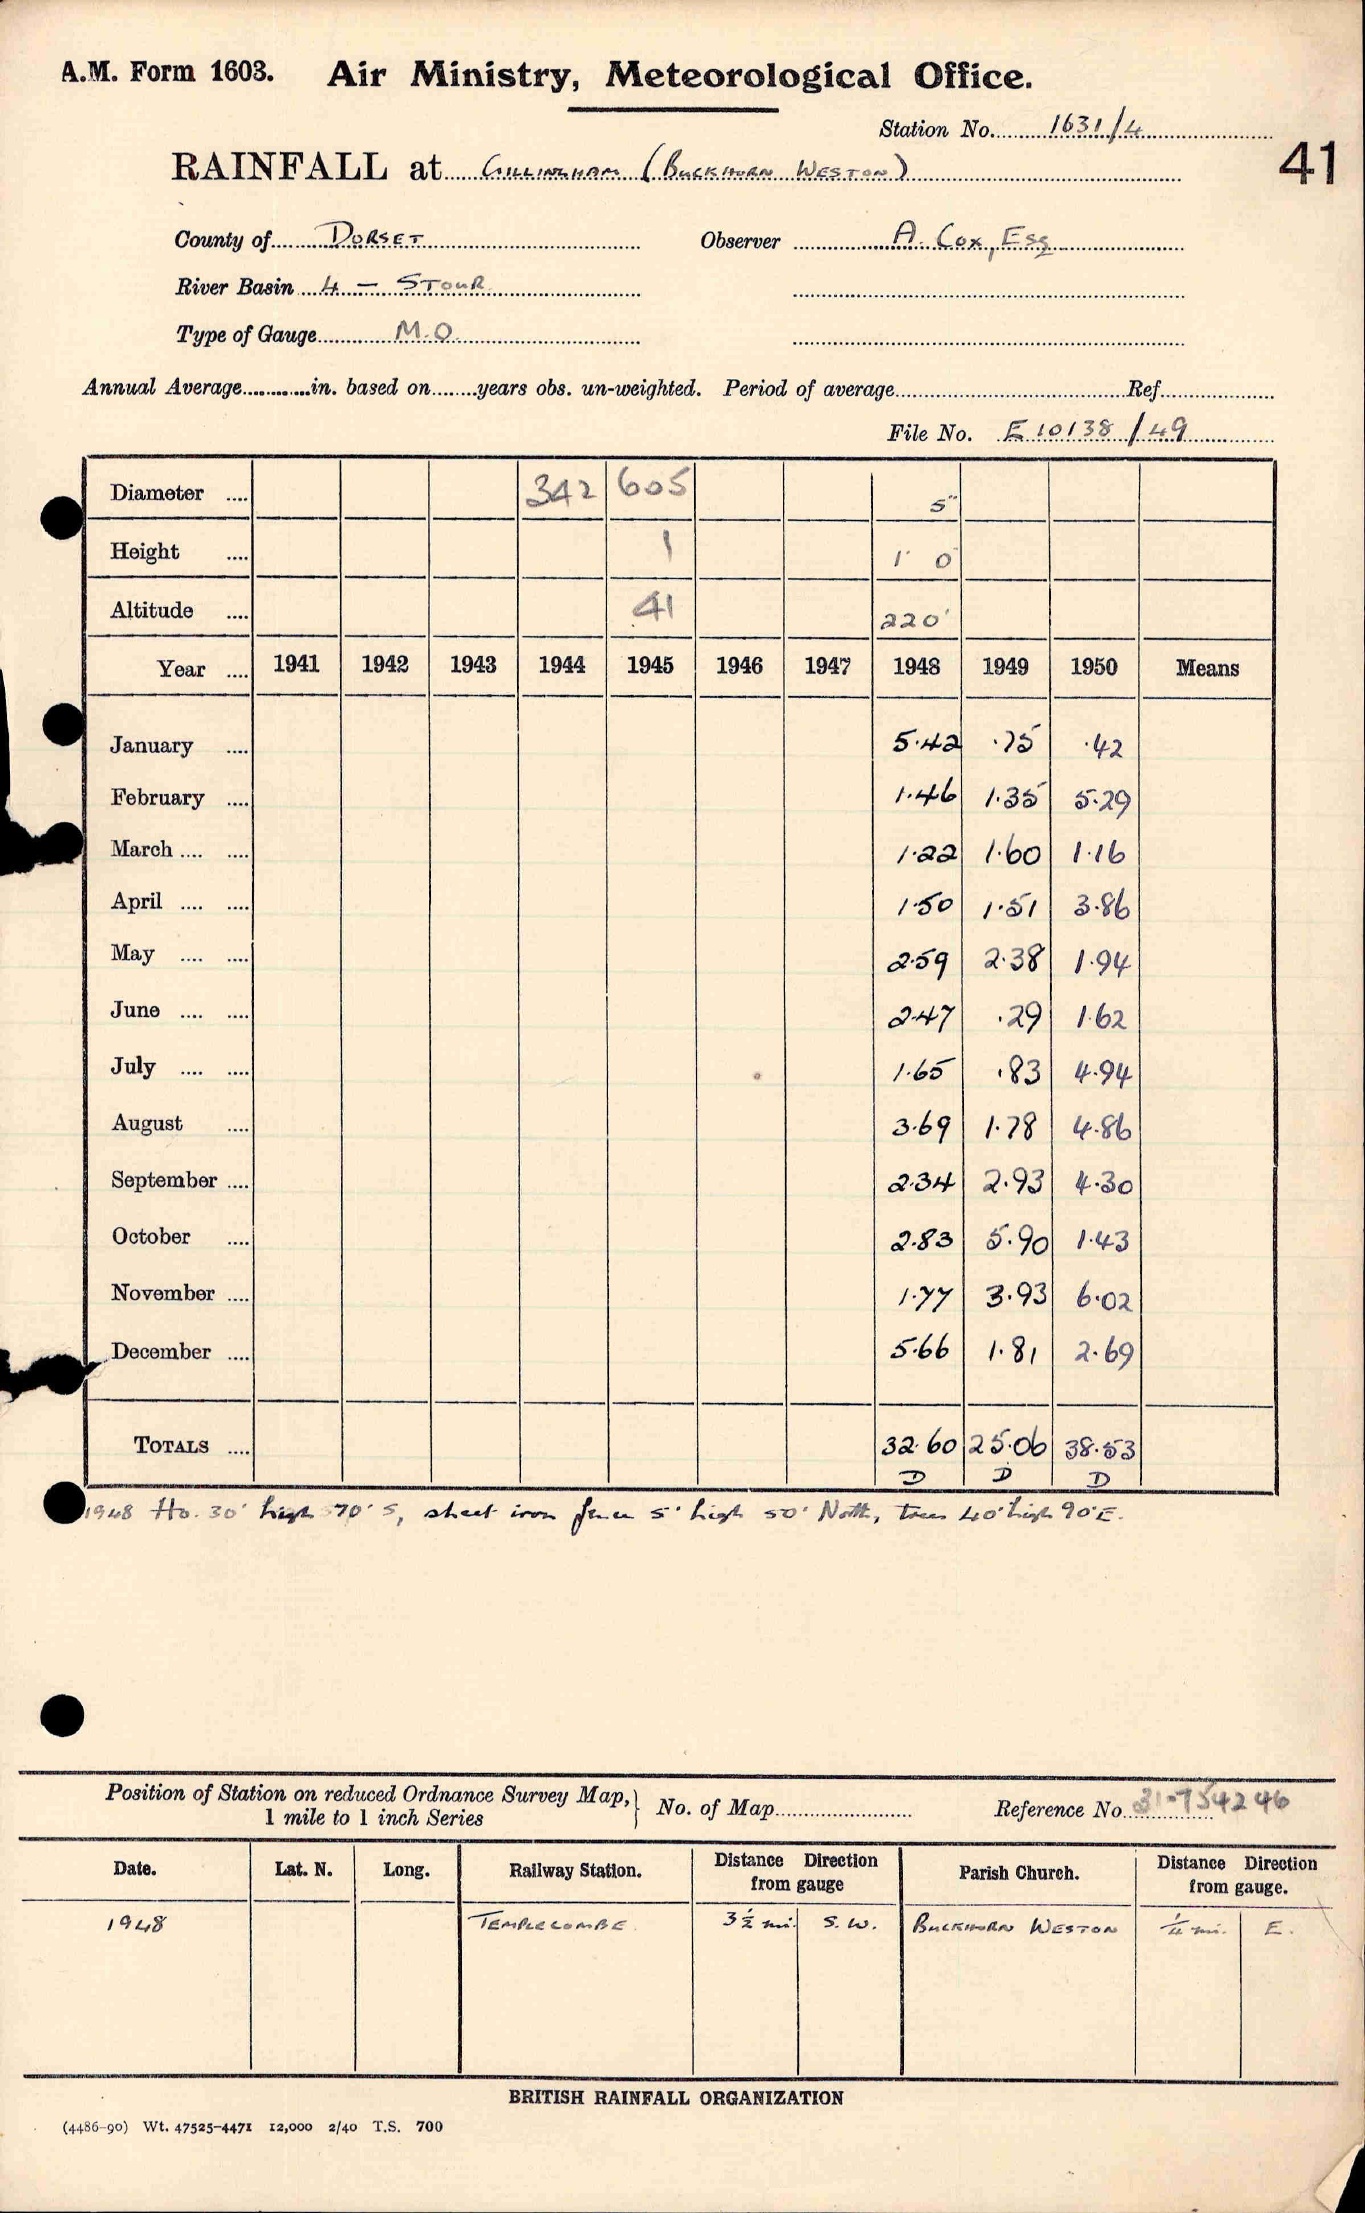 A.M. Form 1603. Air Ministry, Meteorological Office.
Station No. 1631/4
41
RAINFALL at Gillingham (Buckhorn Weston)
County of Dorset Observer A. Cox, Esq
River Basin 4 — Stour
Type of Gauge M.O.
Annual Average in. based on years obs. un-weighted. Period of average Ref
File No. E 10138/49
Diameter 342 605 5"
Height 1 1' 0"
Altitude 41 220'
Year 1941 1942 1943 1944 1945 1946 1947 1948 1949 1950 Means
January 5.42 .75 .42
February 1.46 1.35 5.29
March 1.22 1.60 1.16
April 1.50 1.51 3.86
May 2.59 2.38 1.94
June 2.47 .29 1.62
July 1.65 .83 4.94
August 3.69 1.78 4.86
September 2.34 2.93 4.30
October 2.83 5.90 1.43
November 1.77 3.93 6.02
December 5.66 1.81 2.69
TOTALS 32.60 25.06 38.53
D D D
1948 Ho. 30' high 70' S, sheet iron fence 5' high 50' North, trees 40' high 90' E.
Position of Station on reduced Ordnance Survey Map, 1 mile to 1 inch Series } No. of Map Reference No. 31-754246
Date. Lat. N. Long. Railway Station. Distance Direction from gauge Parish Church. Distance Direction from gauge.
1948 Templecombe 3½ mi. S.W. Buckhorn Weston ¼ mi. E.
BRITISH RAINFALL ORGANIZATION
(4486-90) Wt. 47525-4471 12,000 2/40 T.S. 700